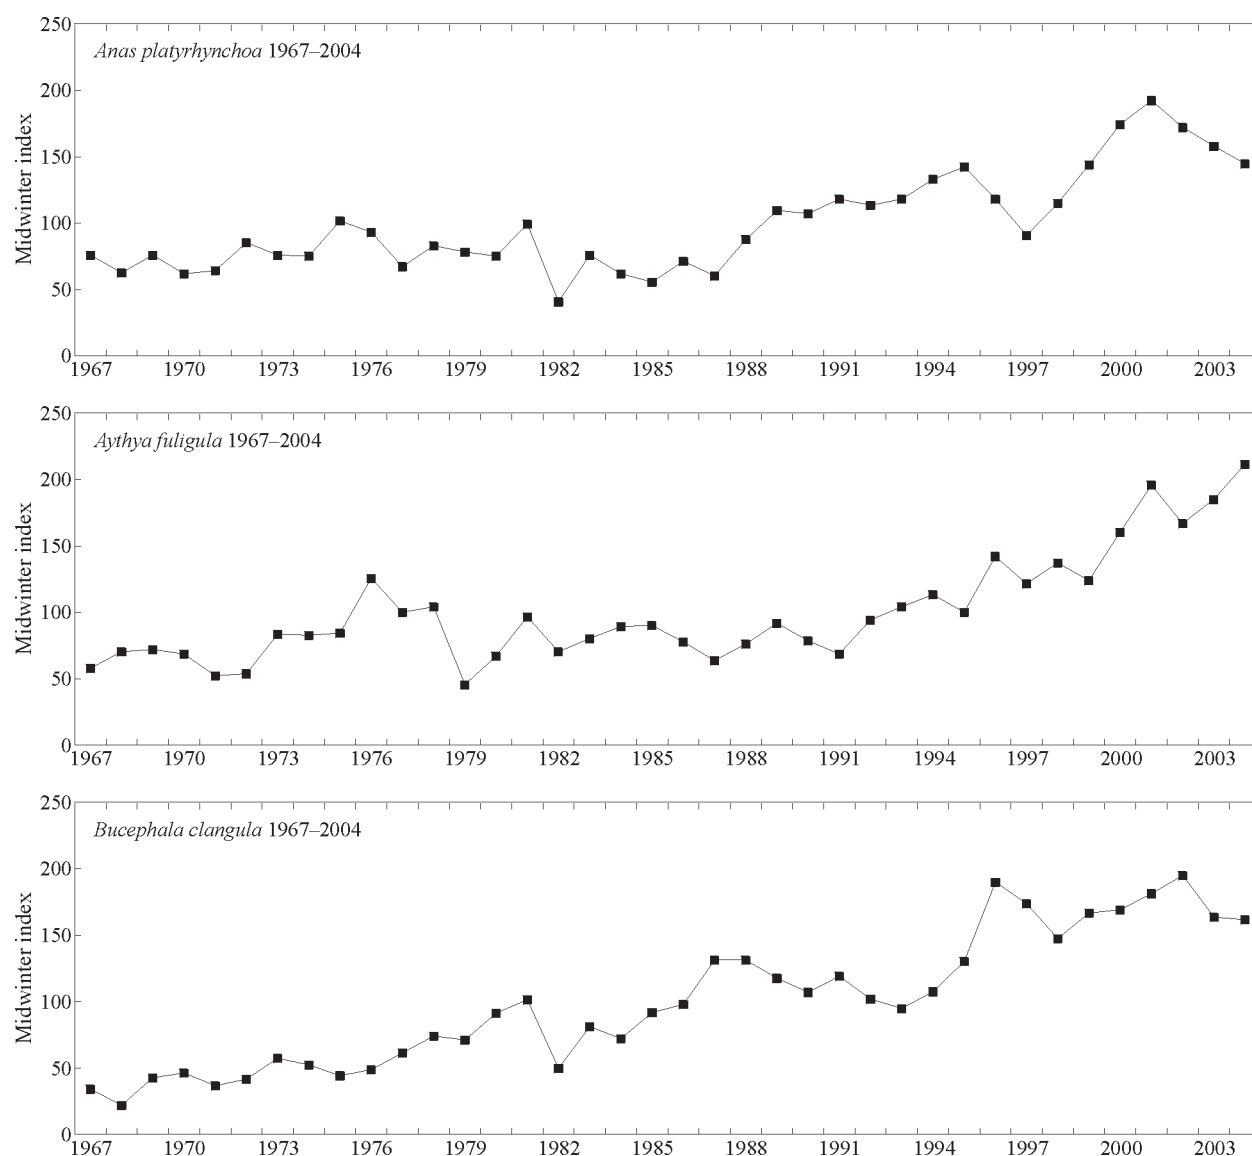 250
Anas platyrhynchoa 1967–2004
200
150
100
50
0
Midwinter index
1967 1970 1973 1976 1979 1982 1985 1988 1991 1994 1997 2000 2003
250
Aythya fuligula 1967–2004
200
150
100
50
0
Midwinter index
1967 1970 1973 1976 1979 1982 1985 1988 1991 1994 1997 2000 2003
250
Bucephala clangula 1967–2004
200
150
100
50
0
Midwinter index
1967 1970 1973 1976 1979 1982 1985 1988 1991 1994 1997 2000 2003